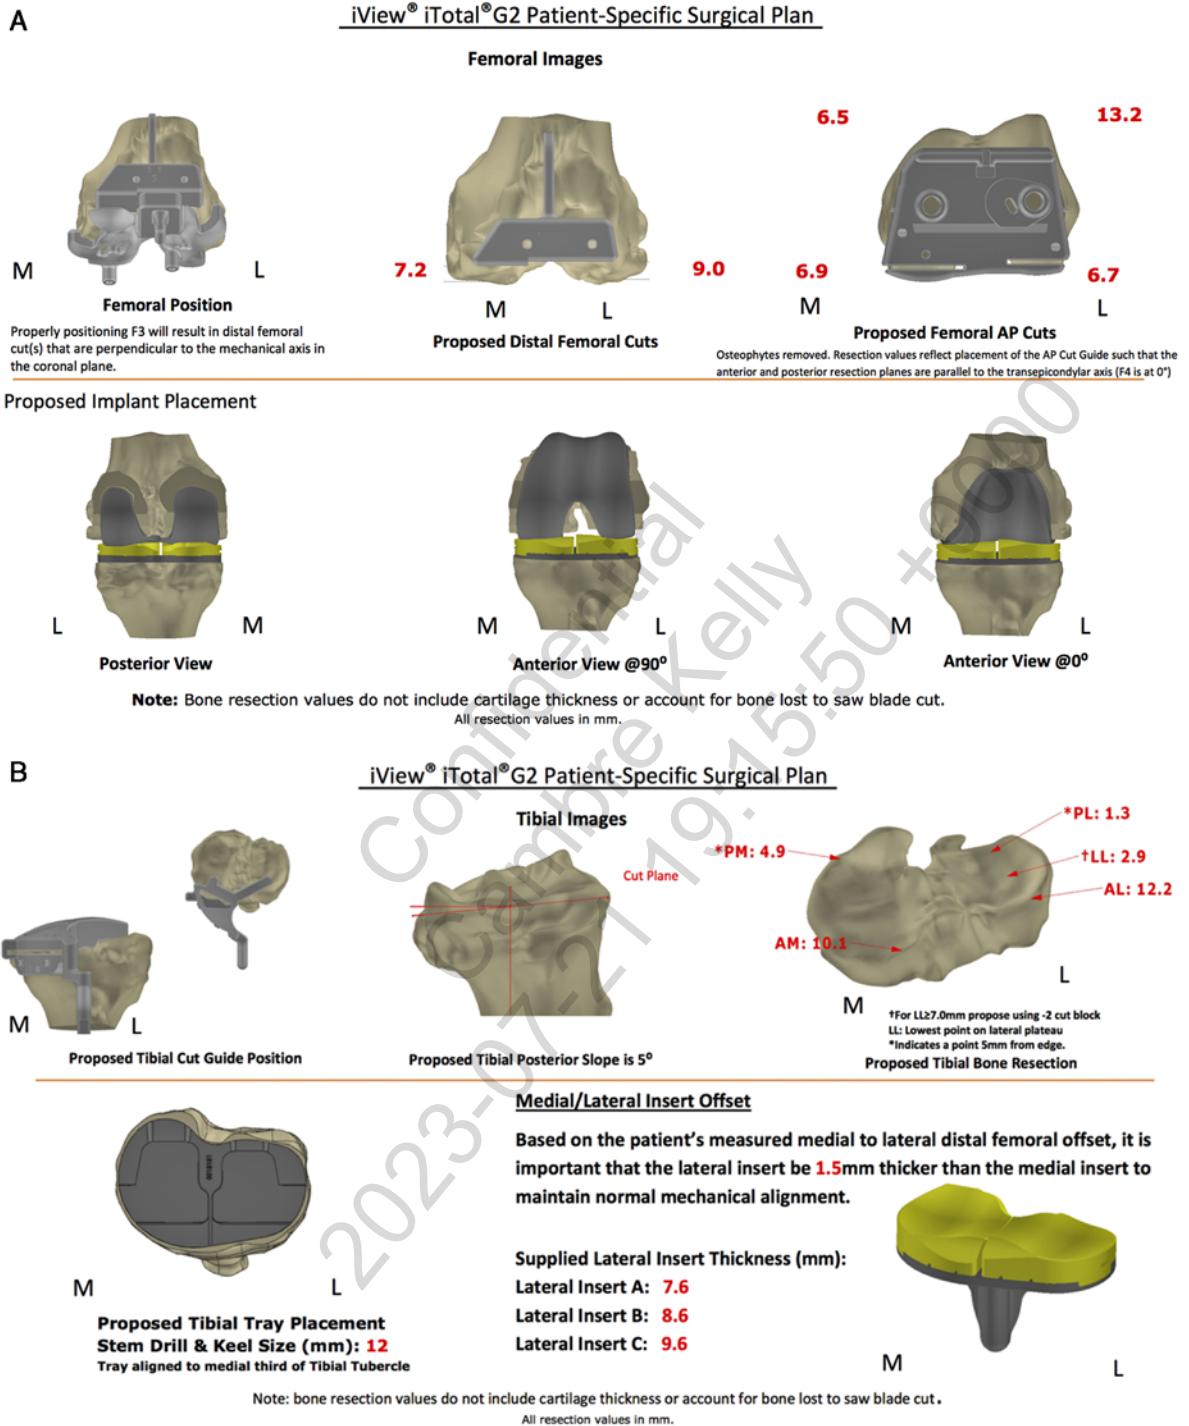 A
iView® iTotal®G2 Patient-Specific Surgical Plan
Femoral Images
6.5
13.2
7.2
9.0
6.9
6.7
M
L
M
L
M
L
Femoral Position
Properly positioning F3 will result in distal femoral
cut(s) that are perpendicular to the mechanical axis in
the coronal plane.
Proposed Distal Femoral Cuts
Proposed Femoral AP Cuts
Osteophytes removed. Resection values reflect placement of the AP Cut Guide such that the
anterior and posterior resection planes are parallel to the transepicondylar axis (F4 is at 0°)
Proposed Implant Placement
L
M
M
L
M
L
Posterior View
Anterior View @90⁰
Anterior View @0⁰
Note: Bone resection values do not include cartilage thickness or account for bone lost to saw blade cut.
All resection values in mm.
B
iView® iTotal®G2 Patient-Specific Surgical Plan
Tibial Images
Cut Plane
*PM: 4.9
*PL: 1.3
†LL: 2.9
AL: 12.2
AM: 10.1
M
L
M
L
†For LL≥7.0mm propose using -2 cut block
LL: Lowest point on lateral plateau
*Indicates a point 5mm from edge.
Proposed Tibial Cut Guide Position
Proposed Tibial Posterior Slope is 5⁰
Proposed Tibial Bone Resection
Medial/Lateral Insert Offset
Based on the patient's measured medial to lateral distal femoral offset, it is
important that the lateral insert be 1.5mm thicker than the medial insert to
maintain normal mechanical alignment.
Supplied Lateral Insert Thickness (mm):
Lateral Insert A: 7.6
Lateral Insert B: 8.6
Lateral Insert C: 9.6
M
L
Proposed Tibial Tray Placement
Stem Drill & Keel Size (mm): 12
Tray aligned to medial third of Tibial Tubercle
M
L
Note: bone resection values do not include cartilage thickness or account for bone lost to saw blade cut.
All resection values in mm.
Confidential
Cambre Kelly
2023-07-21 19:15:50 +0000